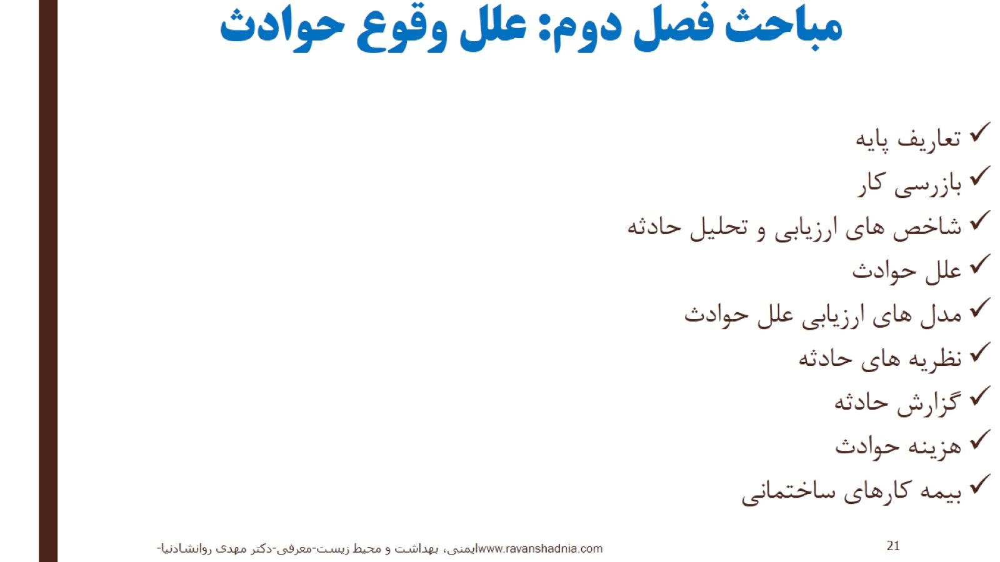 مباحث فصل دوم: علل وقوع حوادث
✓ تعاریف پایه
✓ بازرسی کار
✓ شاخص های ارزیابی و تحلیل حادثه
✓ علل حوادث
✓ مدل های ارزیابی علل حوادث
✓ نظریه های حادثه
✓ گزارش حادثه
✓ هزینه حوادث
✓ بیمه کارهای ساختمانی
ایمنی، بهداشت و محیط زیست-معرفی-دکتر مهدی روانشادنیا-www.ravanshadnia.com
21